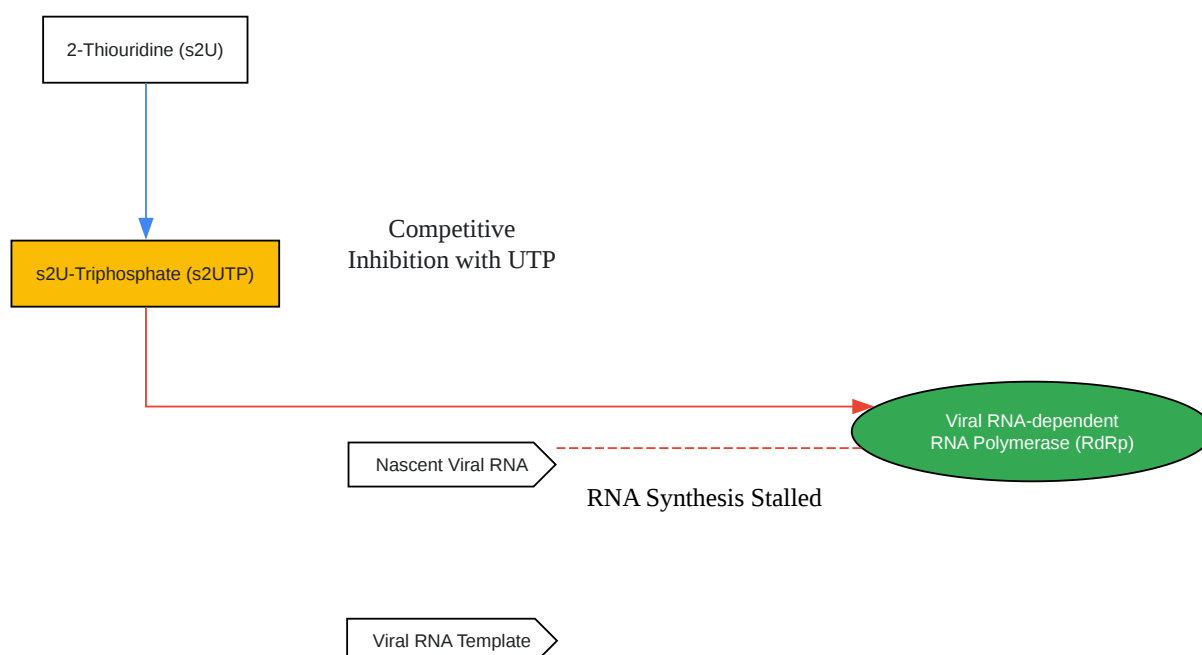 2-Thiouridine (s2U)
Competitive
Inhibition with UTP
s2U-Triphosphate (s2UTP)
Viral RNA-dependent
RNA Polymerase (RdRp)
Nascent Viral RNA
RNA Synthesis Stalled
Viral RNA Template